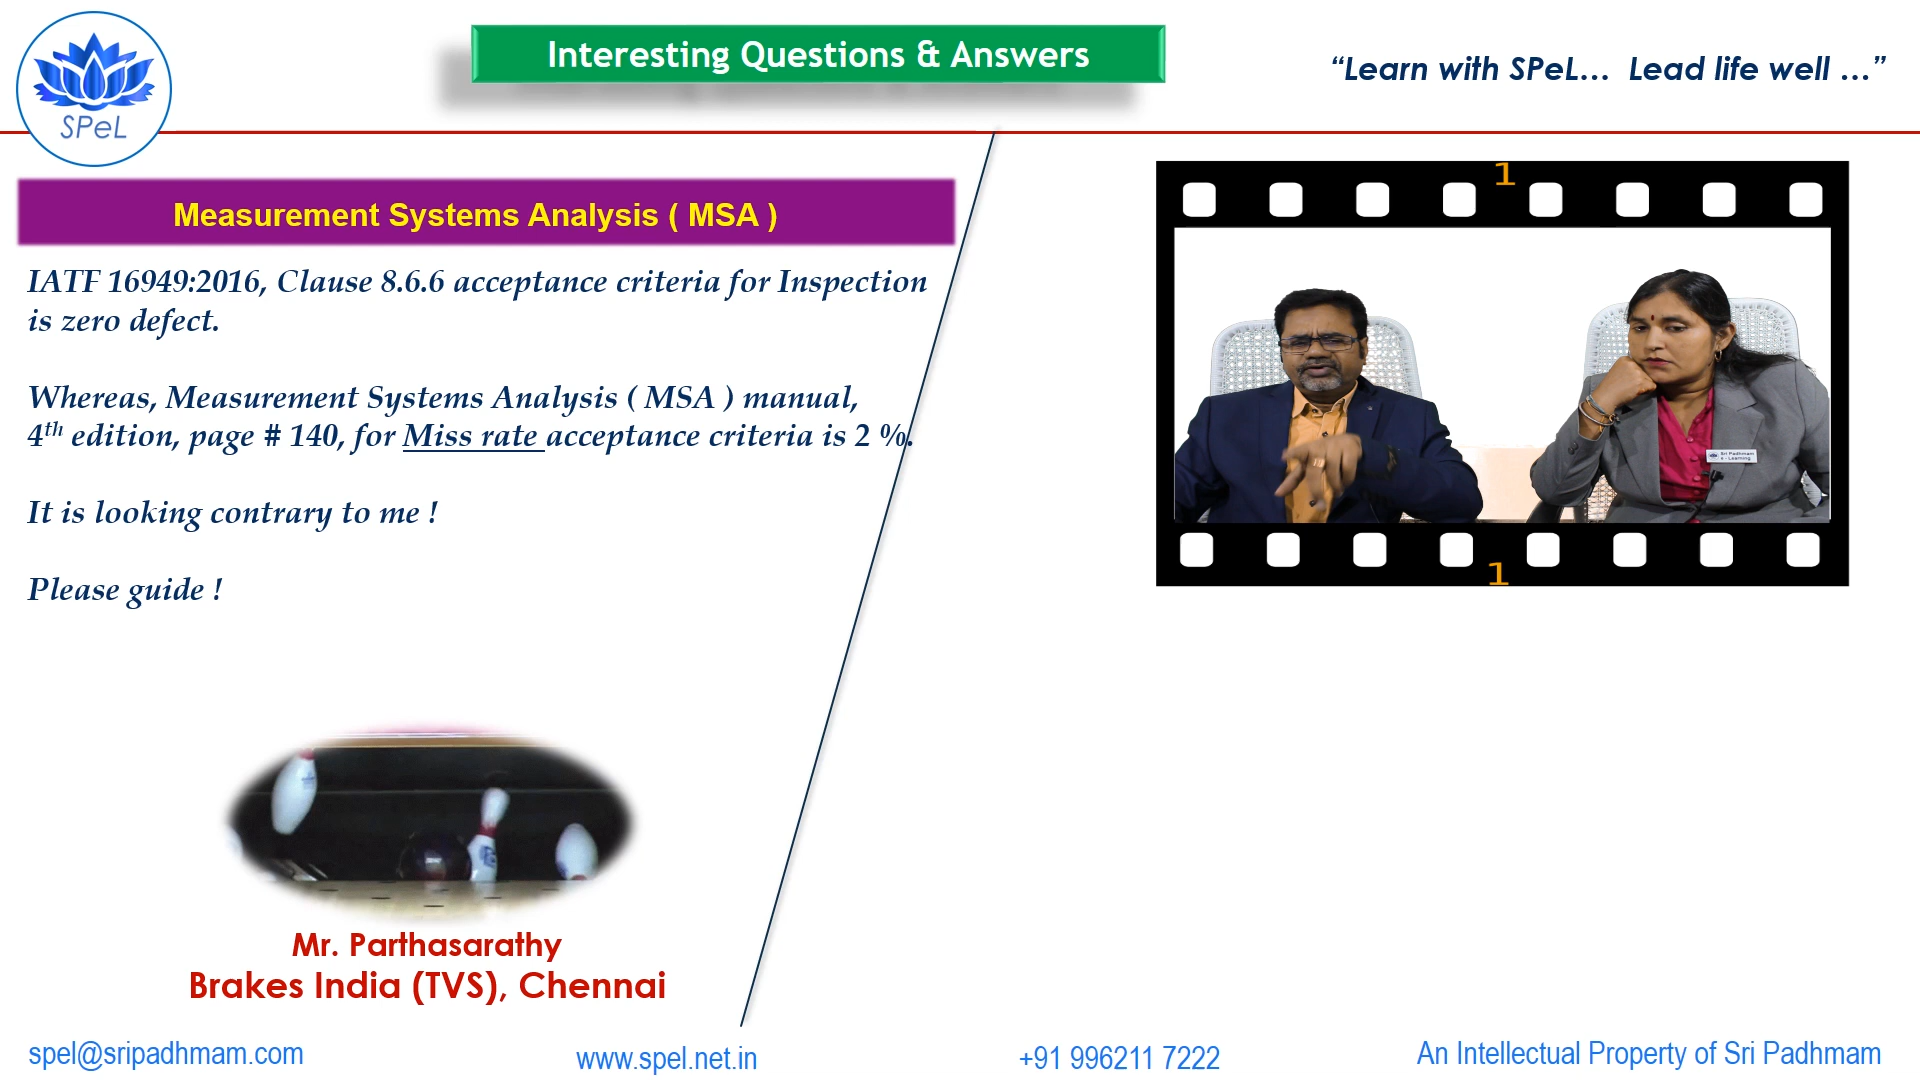 SPeL
Interesting Questions & Answers
“Learn with SPeL… Lead life well …”
Measurement Systems Analysis ( MSA )
IATF 16949:2016, Clause 8.6.6 acceptance criteria for Inspection
is zero defect.
Whereas, Measurement Systems Analysis ( MSA ) manual,
4th edition, page # 140, for Miss rate acceptance criteria is 2 %.
It is looking contrary to me !
Please guide !
1
Sri Padhmam
e - Learning
1
Mr. Parthasarathy
Brakes India (TVS), Chennai
spel@sripadhmam.com
www.spel.net.in
+91 996211 7222
An Intellectual Property of Sri Padhmam